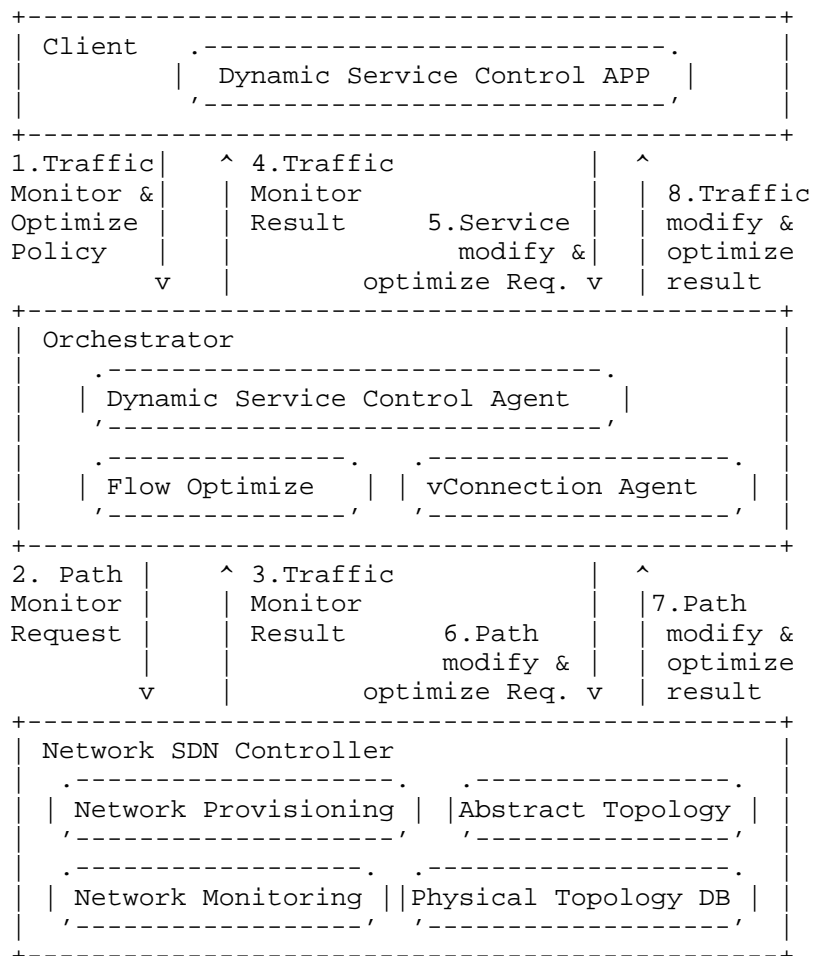 Client
Dynamic Service Control APP
1.Traffic ^ 4.Traffic ^
Monitor & Monitor 8.Traffic
Optimize Result 5.Service modify &
Policy modify & optimize
v optimize Req. v result
Orchestrator
Dynamic Service Control Agent
Flow Optimize vConnection Agent
2. Path ^ 3.Traffic ^
Monitor Monitor 7.Path
Request Result 6.Path modify &
modify & optimize
v optimize Req. v result
Network SDN Controller
Network Provisioning Abstract Topology
Network Monitoring Physical Topology DB